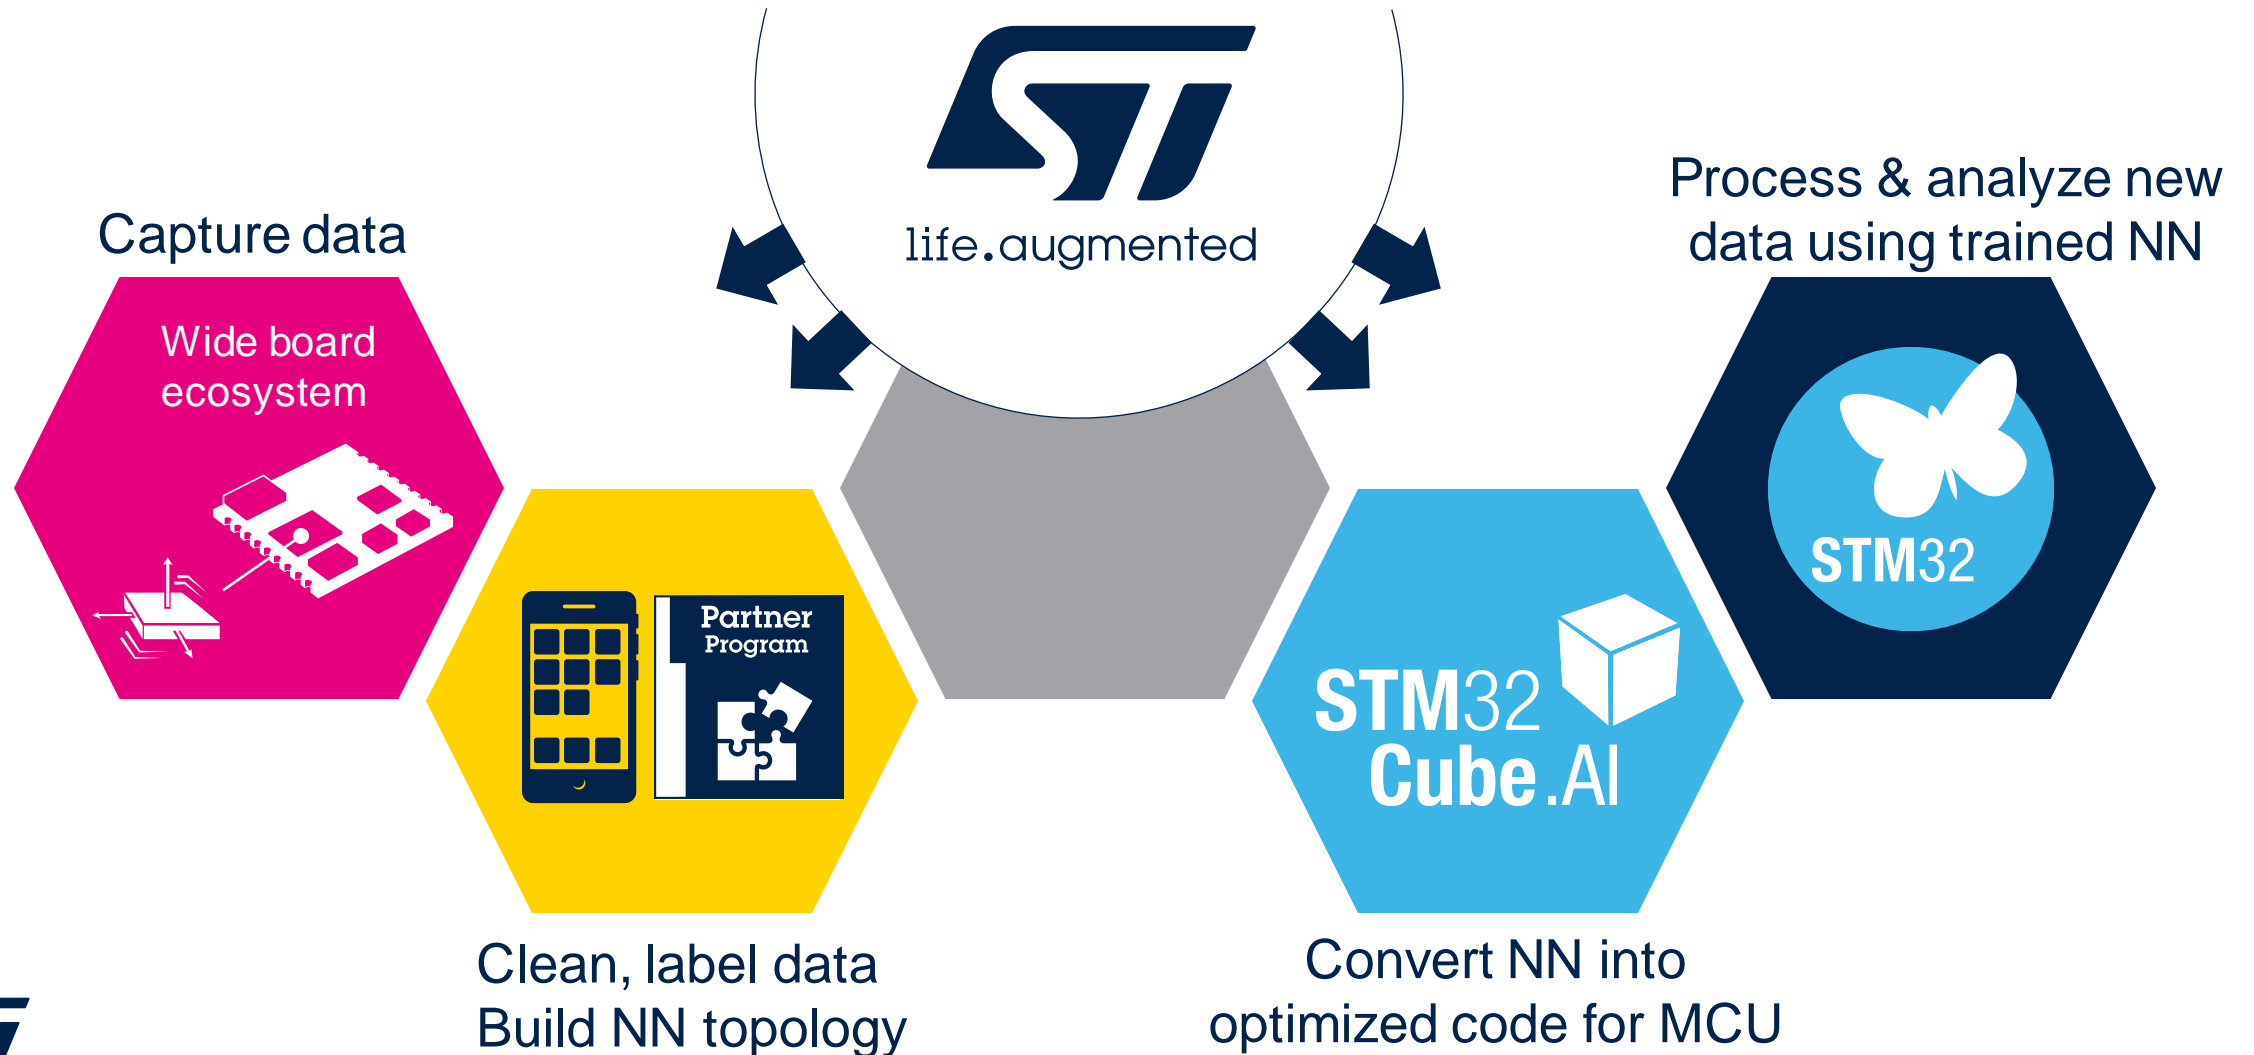 ST
life.augmented
Capture data
Process & analyze new
data using trained NN
Wide board
ecosystem
Partner
Program
STM32
Cube.AI
STM32
Clean, label data
Build NN topology
Convert NN into
optimized code for MCU